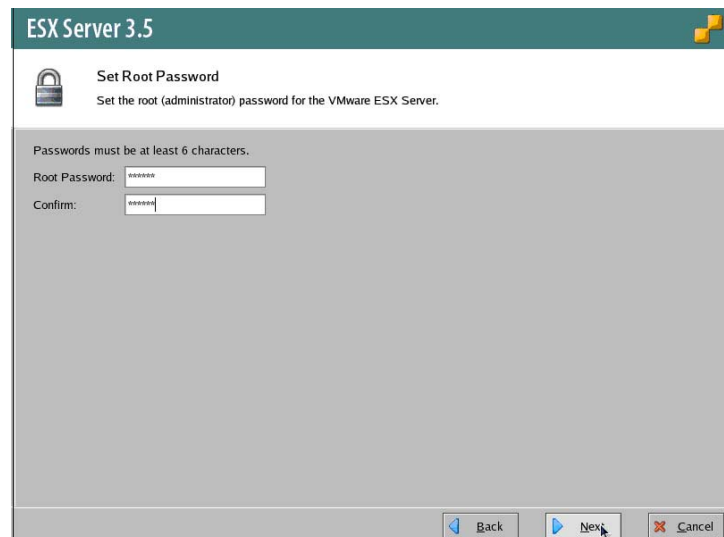 ESX Server 3.5
Set Root Password
Set the root (administrator) password for the VMware ESX Server.
Passwords must be at least 6 characters.
Root Password: ******
Confirm: ******
Back Next Cancel